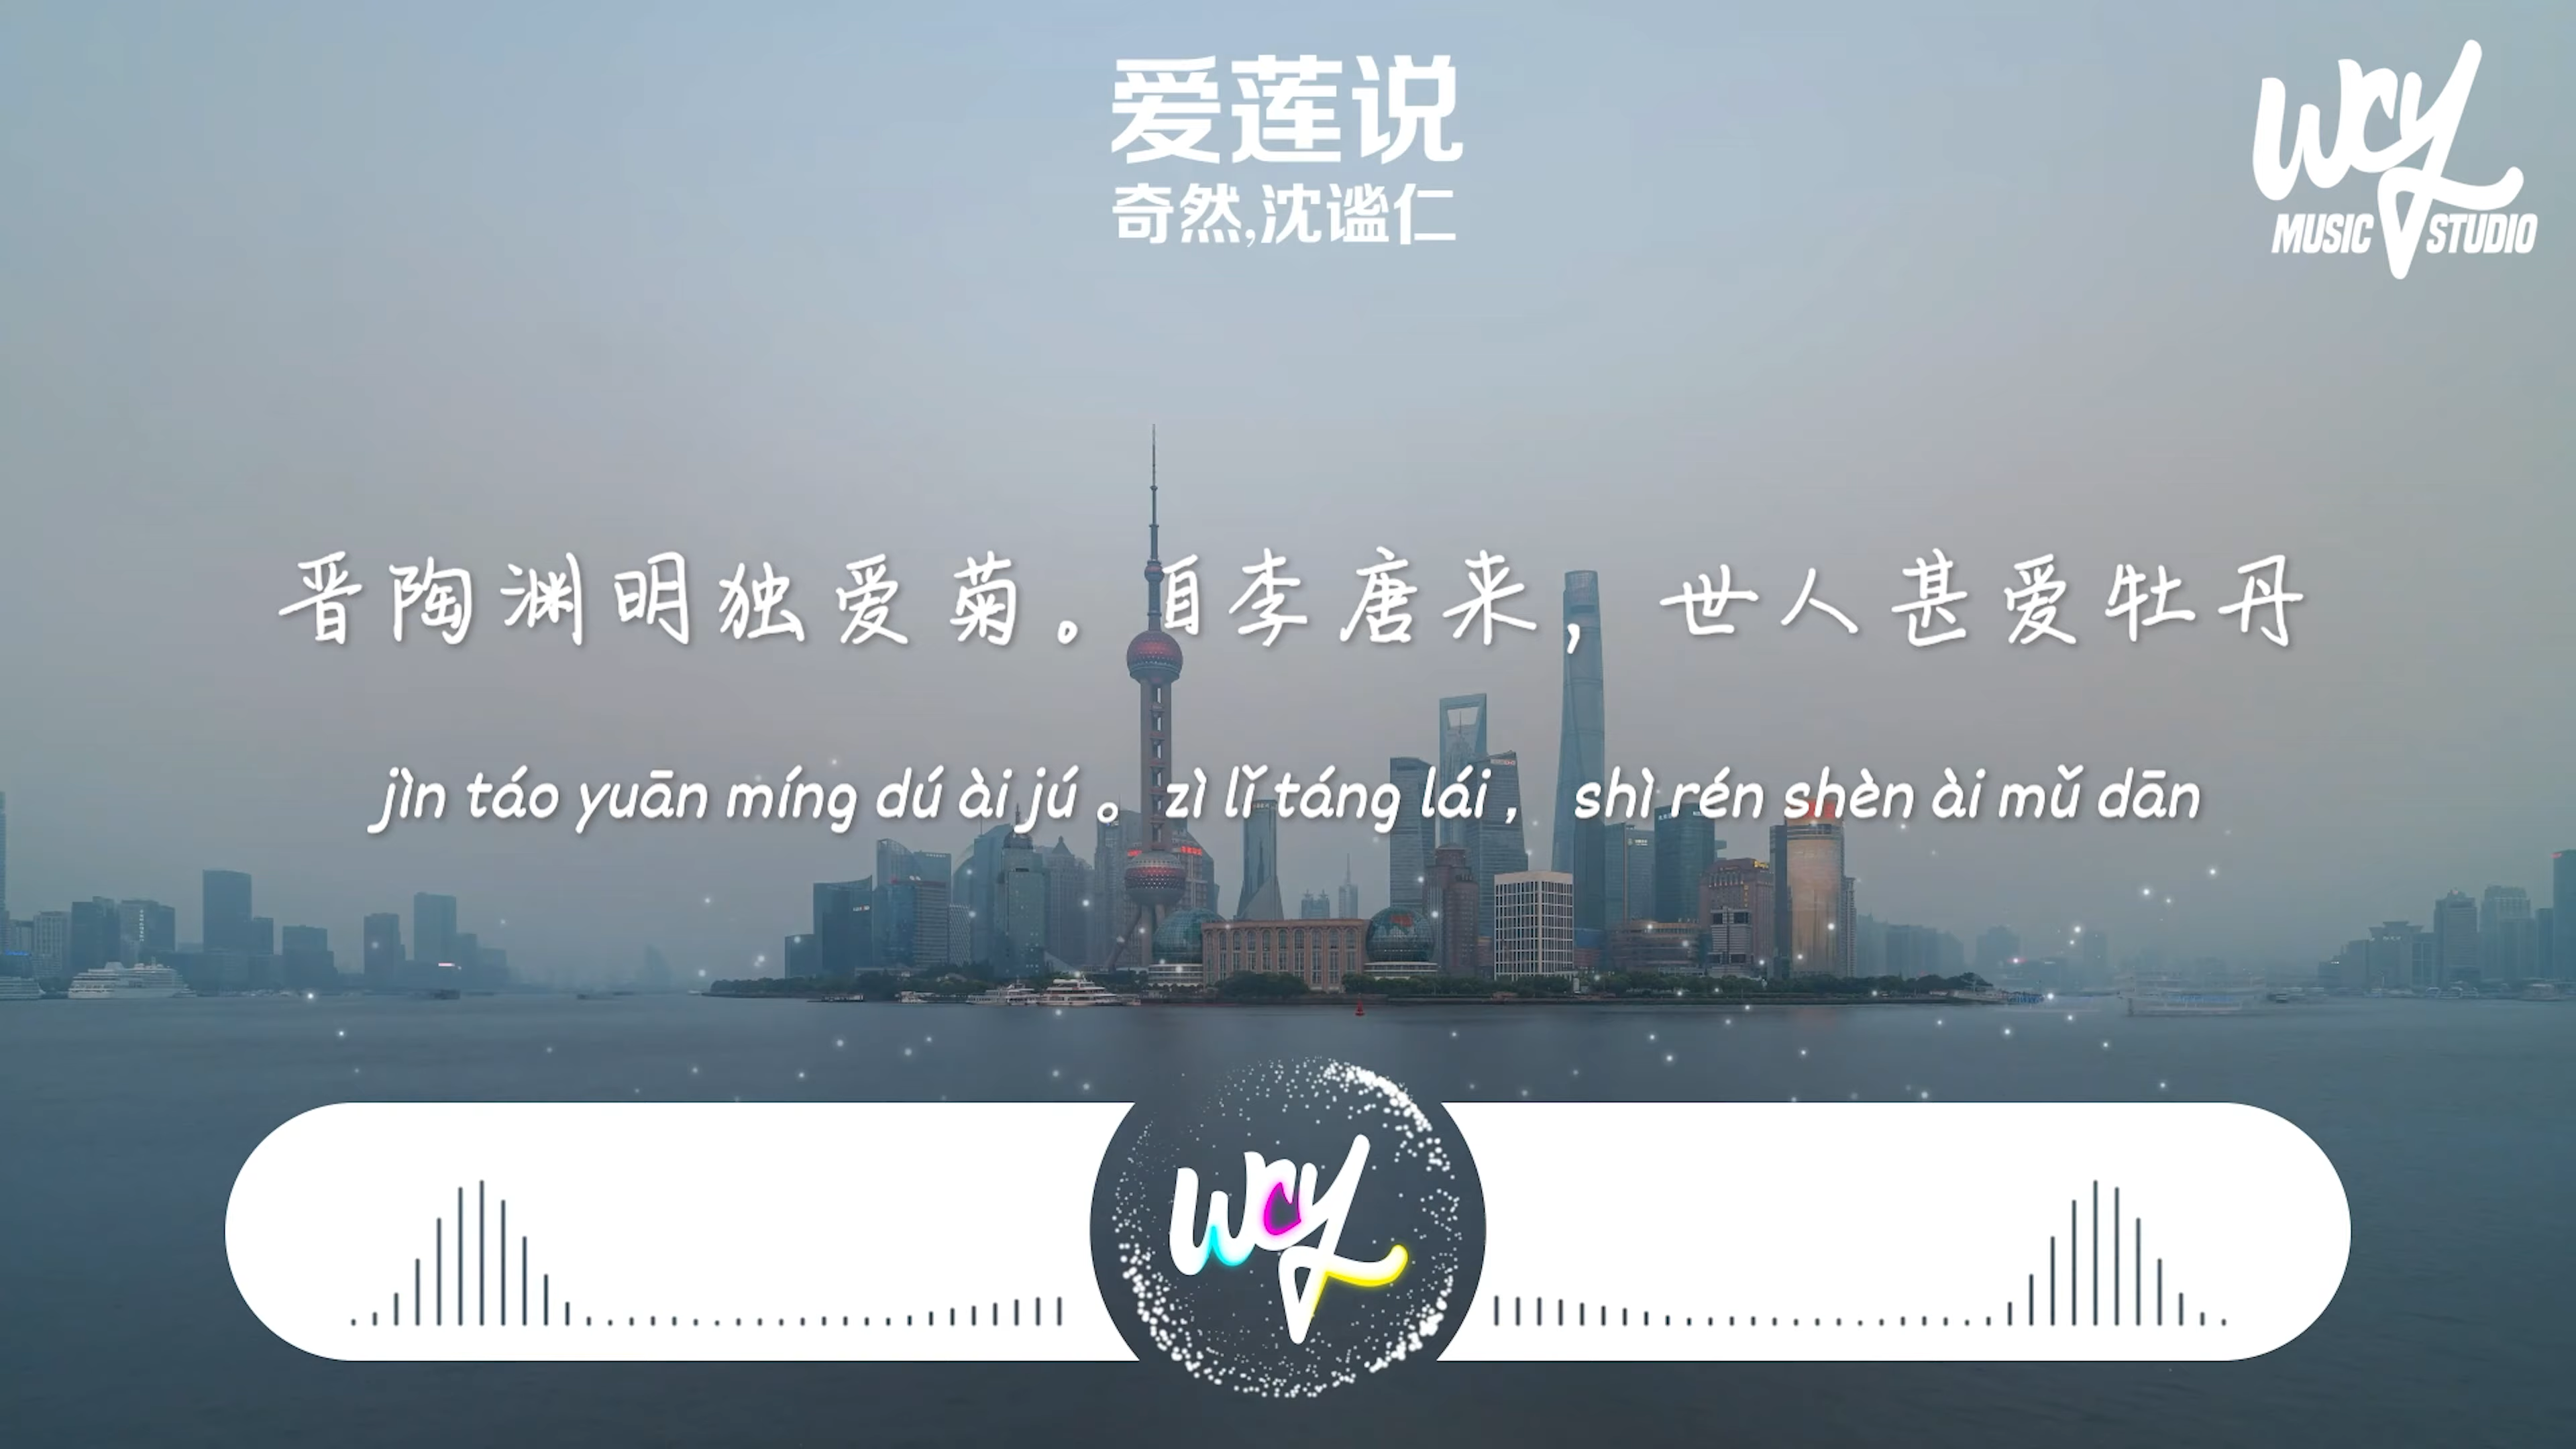 爱莲说
奇然,沈谧仁
WCY
MUSIC STUDIO
晋陶渊明独爱菊。自李唐来，世人甚爱牡丹
jìn táo yuān míng dú ài jú 。 zì lǐ táng lái ， shì rén shèn ài mǔ dān
WCY